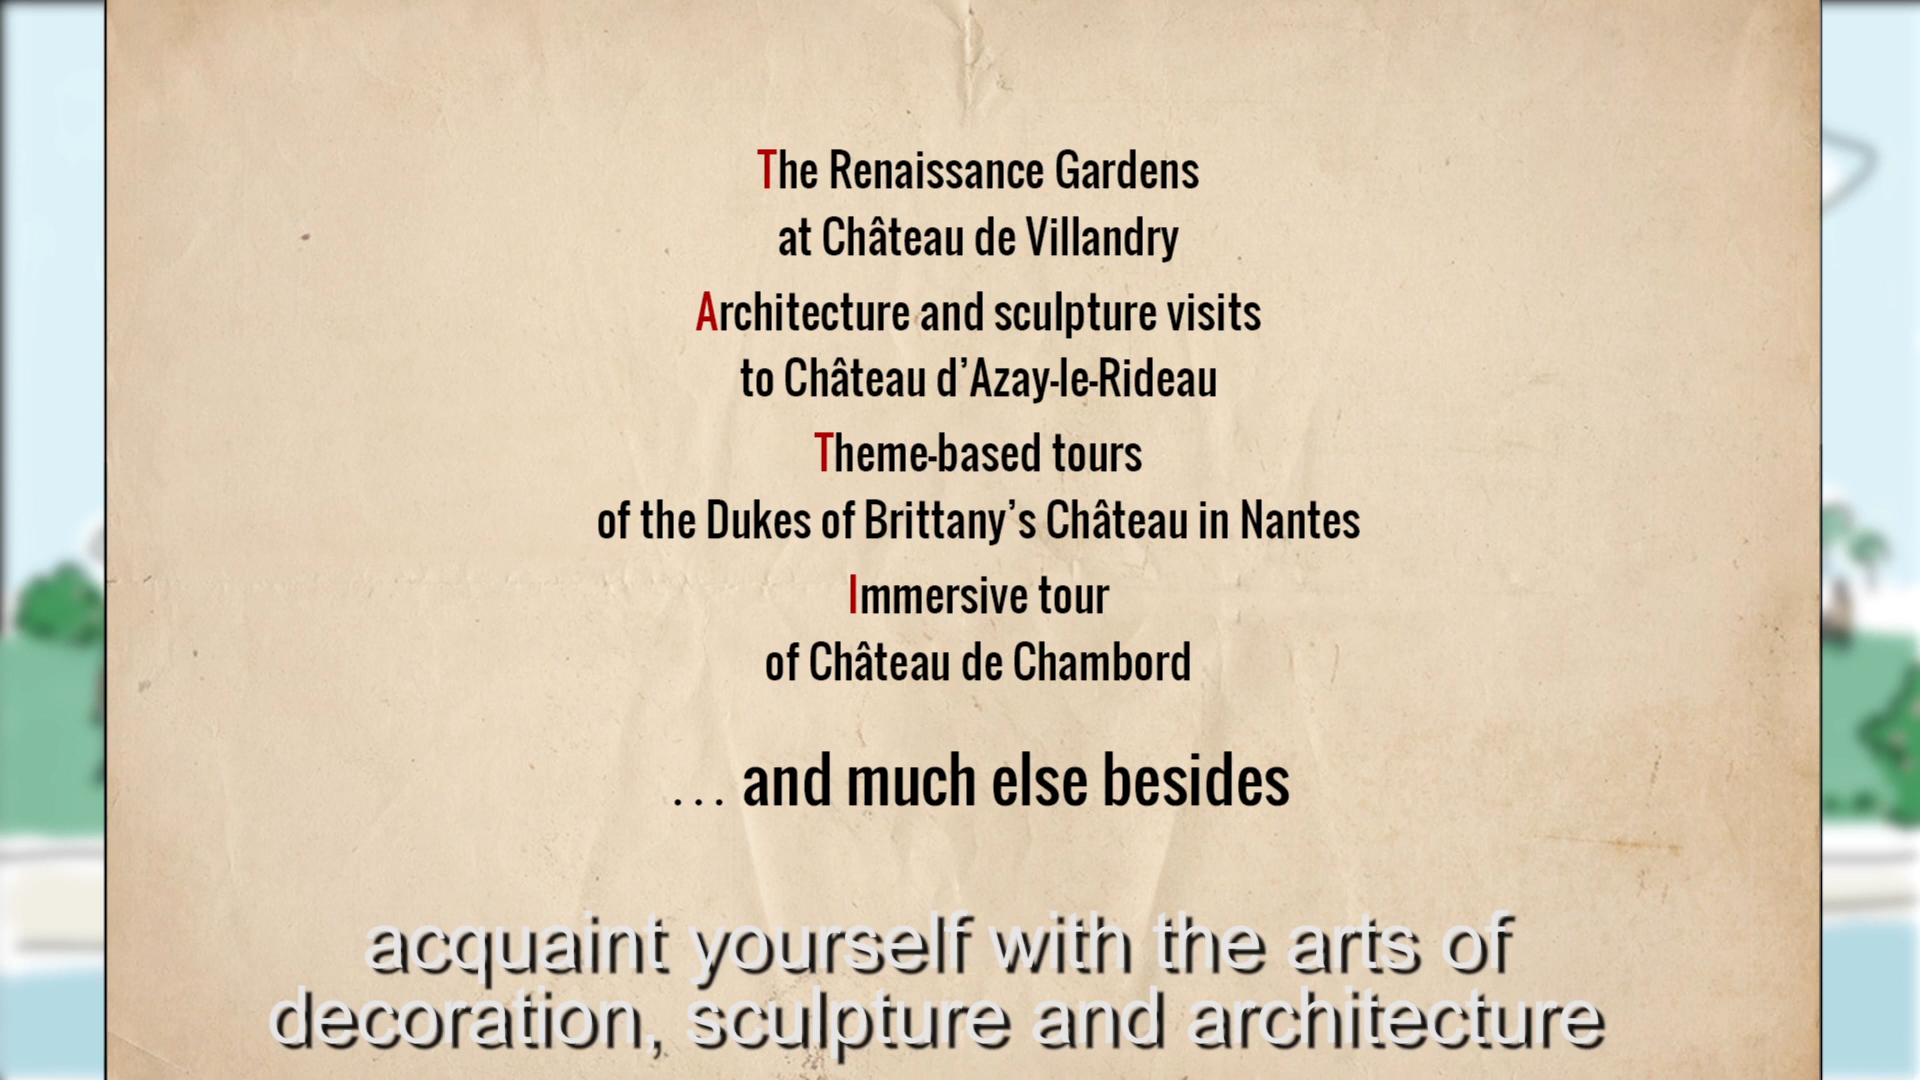 The Renaissance Gardens
at Château de Villandry
Architecture and sculpture visits
to Château d’Azay-le-Rideau
Theme-based tours
of the Dukes of Brittany’s Château in Nantes
Immersive tour
of Château de Chambord
... and much else besides
acquaint yourself with the arts of
decoration, sculpture and architecture